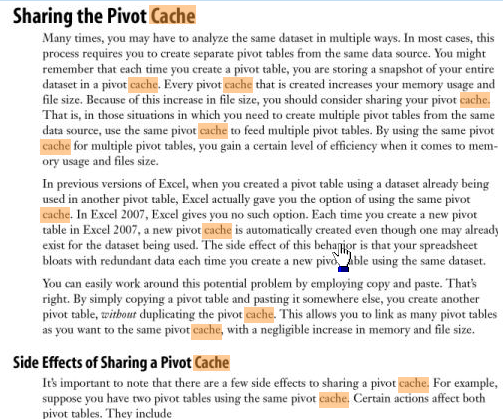 Sharing the Pivot Cache
Many times, you may have to analyze the same dataset in multiple ways. In most cases, this
process requires you to create separate pivot tables from the same data source. You might
remember that each time you create a pivot table, you are storing a snapshot of your entire
dataset in a pivot cache. Every pivot cache that is created increases your memory usage and
file size. Because of this increase in file size, you should consider sharing your pivot cache.
That is, in those situations in which you need to create multiple pivot tables from the same
data source, use the same pivot cache to feed multiple pivot tables. By using the same pivot
cache for multiple pivot tables, you gain a certain level of efficiency when it comes to mem-
ory usage and files size.
In previous versions of Excel, when you created a pivot table using a dataset already being
used in another pivot table, Excel actually gave you the option of using the same pivot
cache. In Excel 2007, Excel gives you no such option. Each time you create a new pivot
table in Excel 2007, a new pivot cache is automatically created even though one may already
exist for the dataset being used. The side effect of this behavior is that your spreadsheet
bloats with redundant data each time you create a new pivot table using the same dataset.
You can easily work around this potential problem by employing copy and paste. That's
right. By simply copying a pivot table and pasting it somewhere else, you create another
pivot table, without duplicating the pivot cache. This allows you to link as many pivot tables
as you want to the same pivot cache, with a negligible increase in memory and file size.
Side Effects of Sharing a Pivot Cache
It's important to note that there are a few side effects to sharing a pivot cache. For example,
suppose you have two pivot tables using the same pivot cache. Certain actions affect both
pivot tables. They include